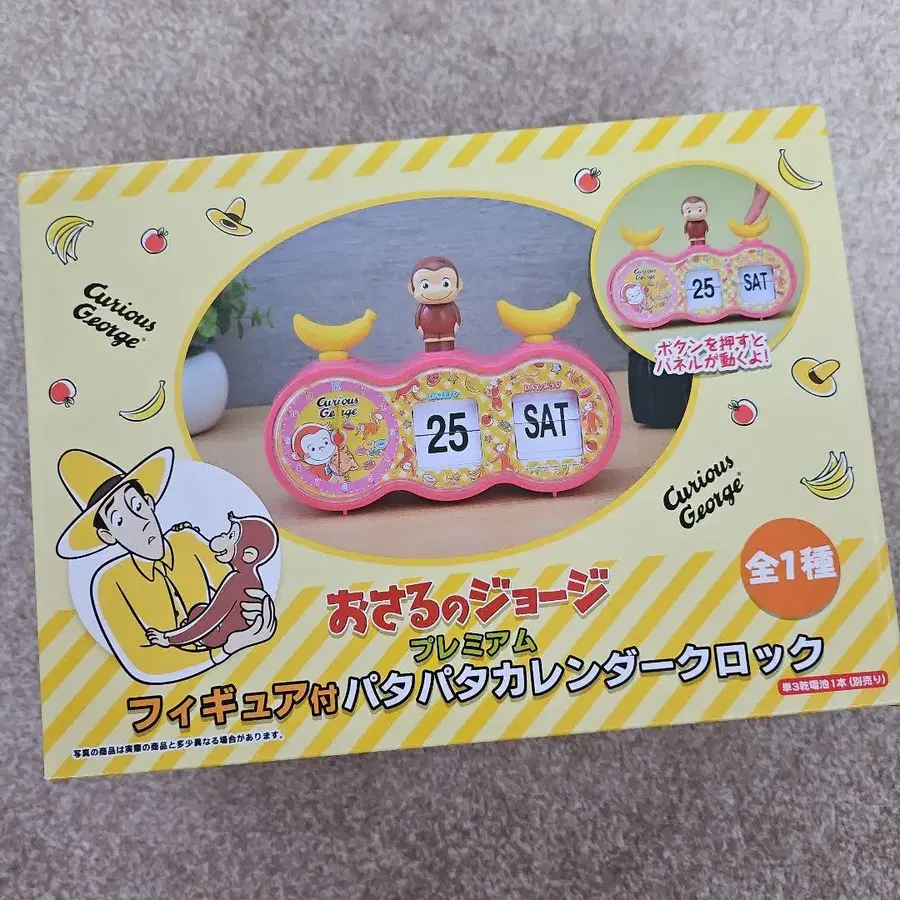 Curious
George
Curious
George
25
SAT
25
SAT
ボタンを押すと
パネルが動くよ!
Curious
George
全1種
おさるのジョージ
プレミアム
フィギュア付パタパタカレンダークロック
単3乾電池1本(別売り)
写真の商品は実際の商品と多少異なる場合があります。